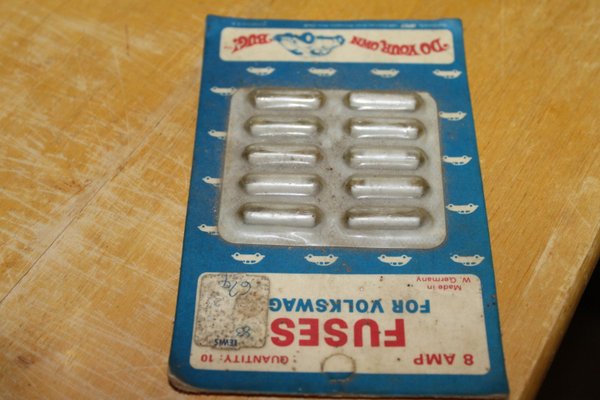 8 AMP QUANTITY: 10
FUSES
FOR VOLKSWAG
Made in
W. Germany
"DO YOUR OWN "BUG."